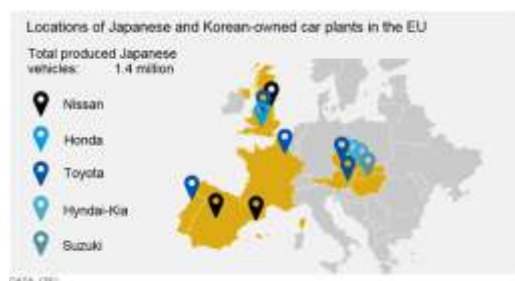 Locations of Japanese and Korean-owned car plants in the EU
Total produced Japanese
vehicles: 1.4 million
Nissan
Honda
Toyota
Hyndai-Kia
Suzuki